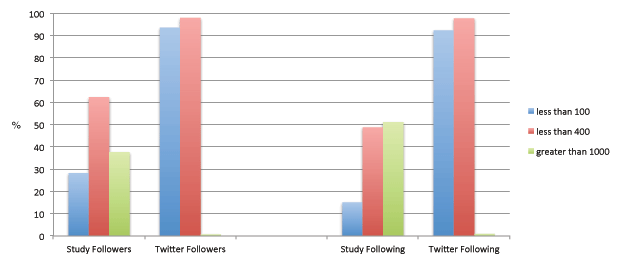 100
90
80
70
60
50
40
30
20
10
0
%
Study Followers
Twitter Followers
Study Following
Twitter Following
less than 100
less than 400
greater than 1000